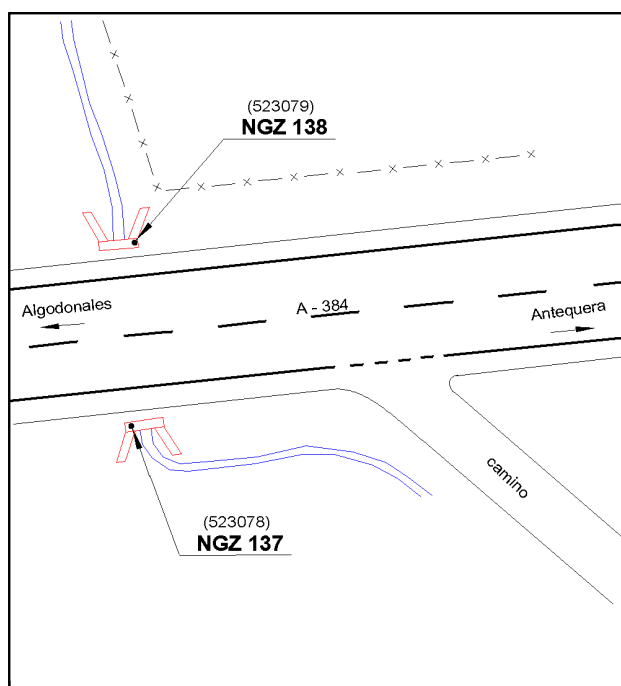 (523079)
NGZ 138
Algodonales
A - 384
Antequera
camino
(523078)
NGZ 137